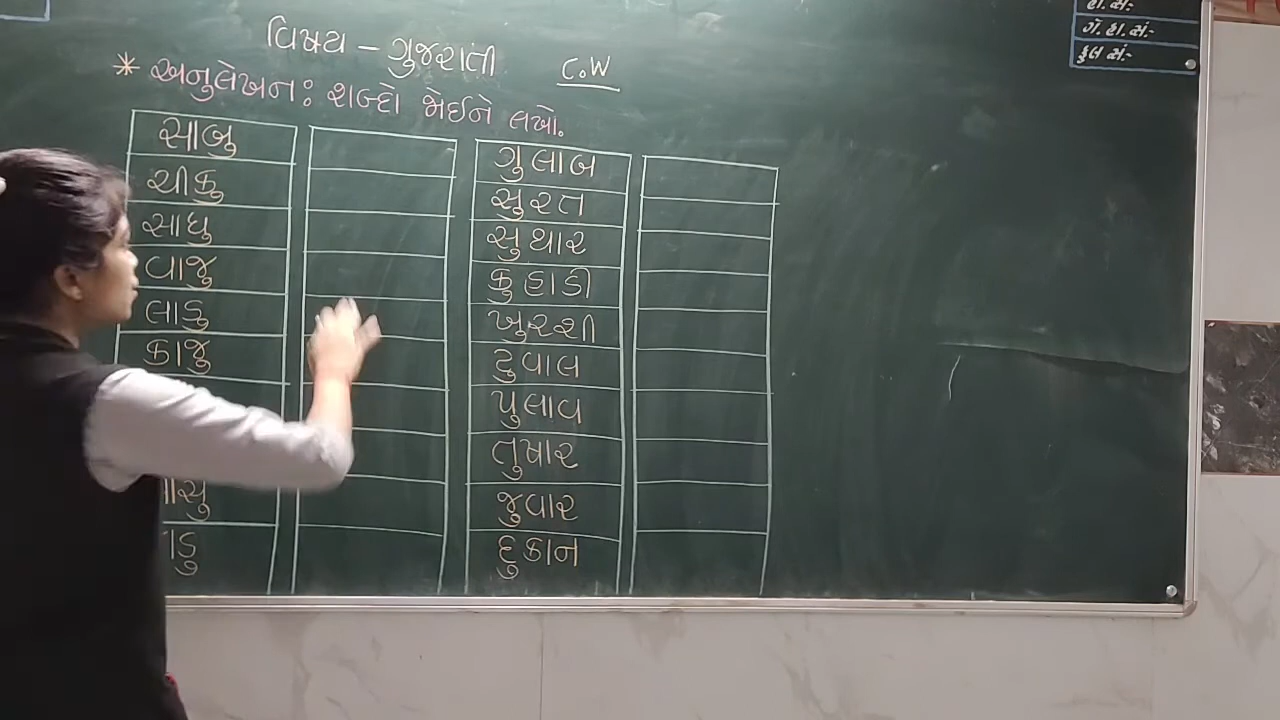 વિષય – ગુજરાતી
C.W
* અનુલેખન : શબ્દો જોઈને લખો.
સાબુ
ચીકુ
સાધુ
વાજુ
લાડુ
કાજુ
ગુલાબ
સુરત
સુથાર
કુહાડી
ખુરશી
ટુવાલ
પુલાવ
તુષાર
જુવાર
દુકાન
ગે. હા. સં:-
કુલ સં:-